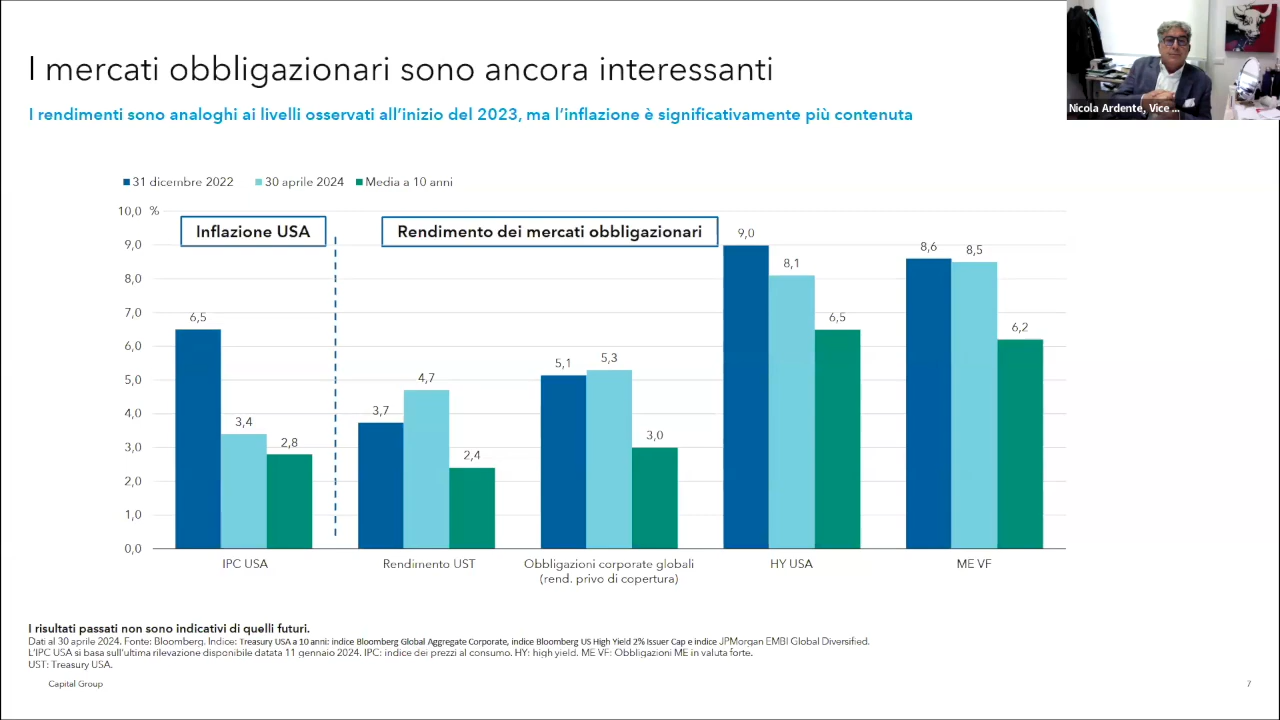 I mercati obbligazionari sono ancora interessanti
I rendimenti sono analoghi ai livelli osservati all'inizio del 2023, ma l'inflazione è significativamente più contenuta
Nicola Ardente, Vice ...
31 dicembre 2022 30 aprile 2024 Media a 10 anni
10,0 %
9,0
8,0
7,0
6,0
5,0
4,0
3,0
2,0
1,0
0,0
Inflazione USA
Rendimento dei mercati obbligazionari
6,5
3,4
2,8
3,7
4,7
2,4
5,1
5,3
3,0
9,0
8,1
6,5
8,6
8,5
6,2
IPC USA
Rendimento UST
Obbligazioni corporate globali
(rend. privo di copertura)
HY USA
ME VF
I risultati passati non sono indicativi di quelli futuri.
Dati al 30 aprile 2024. Fonte: Bloomberg. Indice: Treasury USA a 10 anni: indice Bloomberg Global Aggregate Corporate, indice Bloomberg US High Yield 2% Issuer Cap e indice JPMorgan EMBI Global Diversified.
L'IPC USA si basa sull'ultima rilevazione disponibile datata 11 gennaio 2024. IPC: indice dei prezzi al consumo. HY: high yield. ME VF: Obbligazioni ME in valuta forte.
UST: Treasury USA.
Capital Group
7